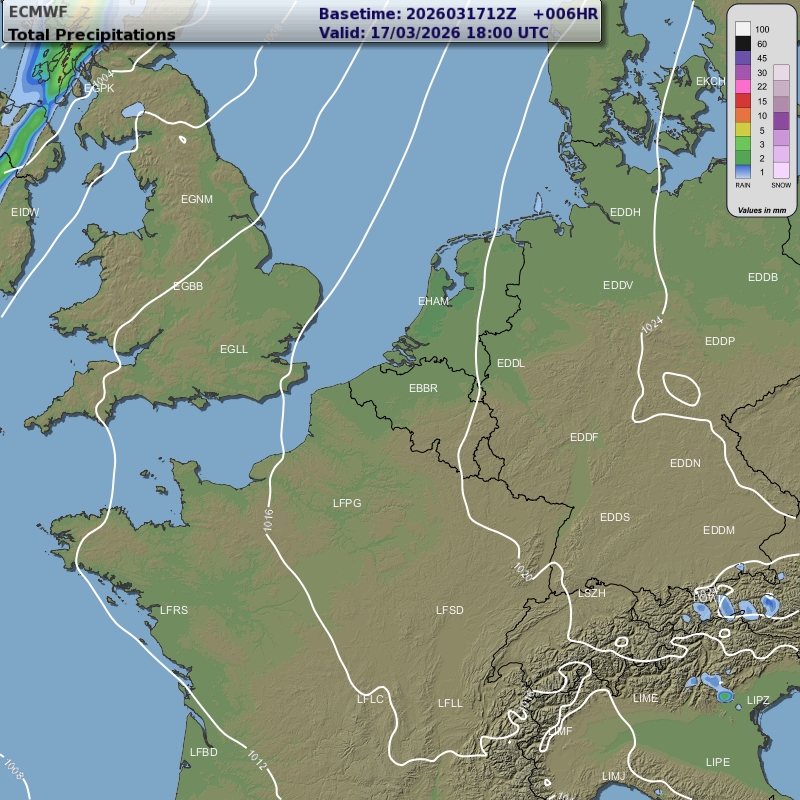 ECMWF
Basetime: 2026031712Z +006HR
Total Precipitations
Valid: 17/03/2026 18:00 UTC
100
60
45
30
22
15
10
5
3
2
1
RAIN
SNOW
Values in mm
1004
EGPK
EKCH
EGNM
EIDW
EDDH
EGBB
EDDV
EDDB
EHAM
1024
EDDP
EGLL
EDDL
EBBR
EDDF
EDDN
LFPG
1016
EDDS
EDDM
1020
LSZH
LFRS
LFSD
LFLC
LFLL
LIME
LIPZ
LIMF
LFBD
1012
LIPE
1008
LIMJ